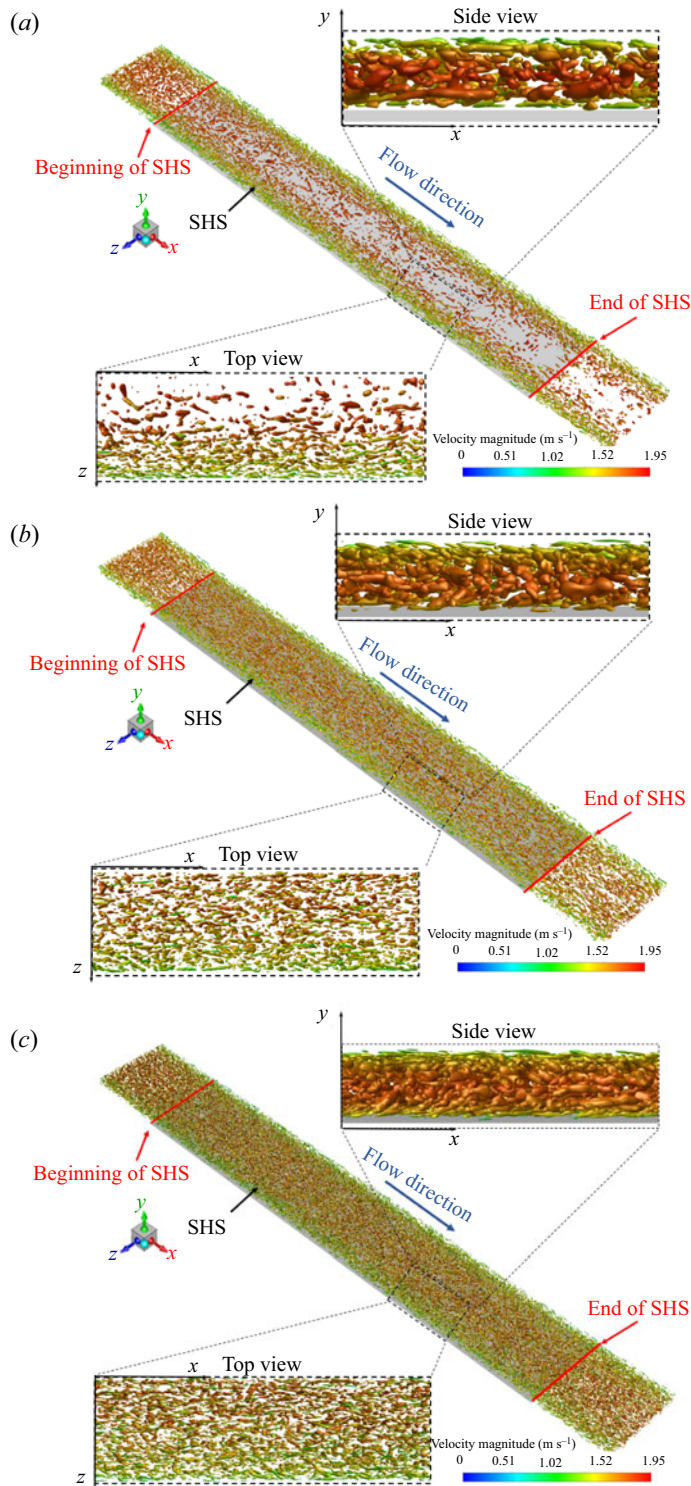 (a)
y
Side view
x
Beginning of SHS
Flow direction
y
z
x
SHS
End of SHS
x
Top view
z
Velocity magnitude (m s–1)
0
0.51
1.02
1.52
1.95
(b)
y
Side view
x
Beginning of SHS
Flow direction
y
z
x
SHS
End of SHS
x
Top view
z
Velocity magnitude (m s–1)
0
0.51
1.02
1.52
1.95
(c)
y
Side view
x
Beginning of SHS
Flow direction
y
z
x
SHS
End of SHS
x
Top view
z
Velocity magnitude (m s–1)
0
0.51
1.02
1.52
1.95